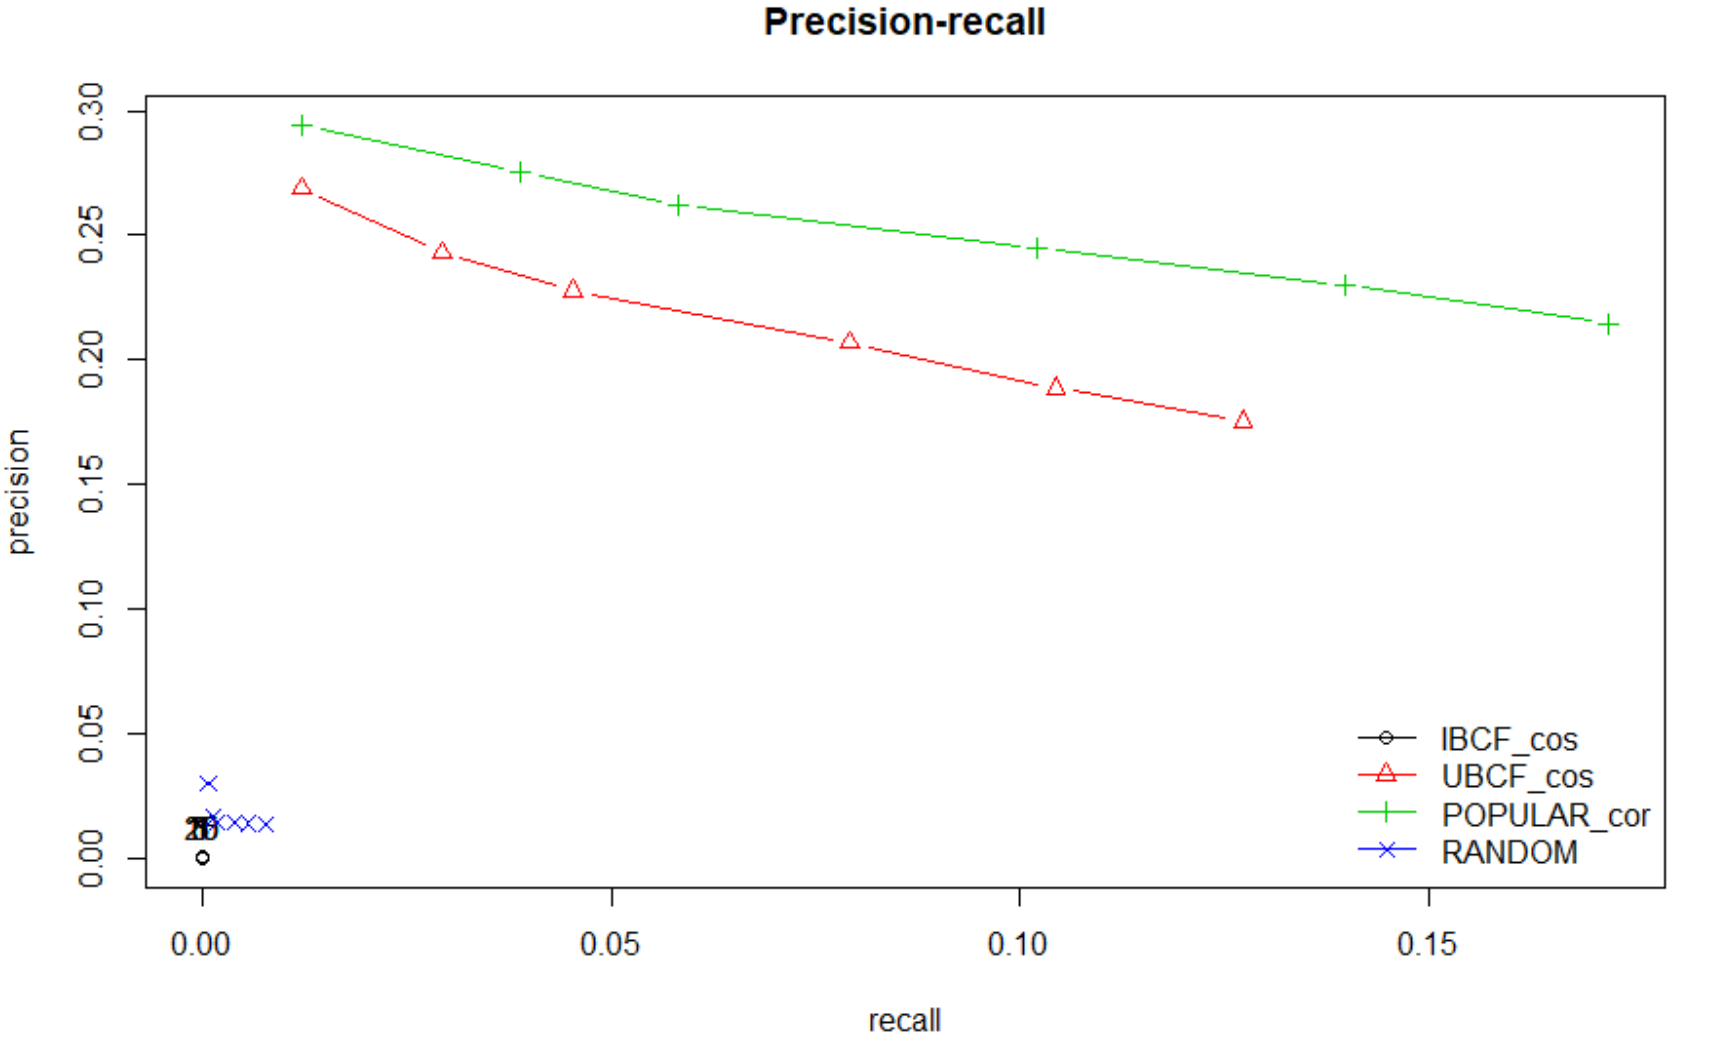 Precision-recall
precision
0.30
0.25
0.20
0.15
0.10
0.05
0.00
IBCF_cos
UBCF_cos
POPULAR_cor
RANDOM
0.00
0.05
0.10
0.15
recall